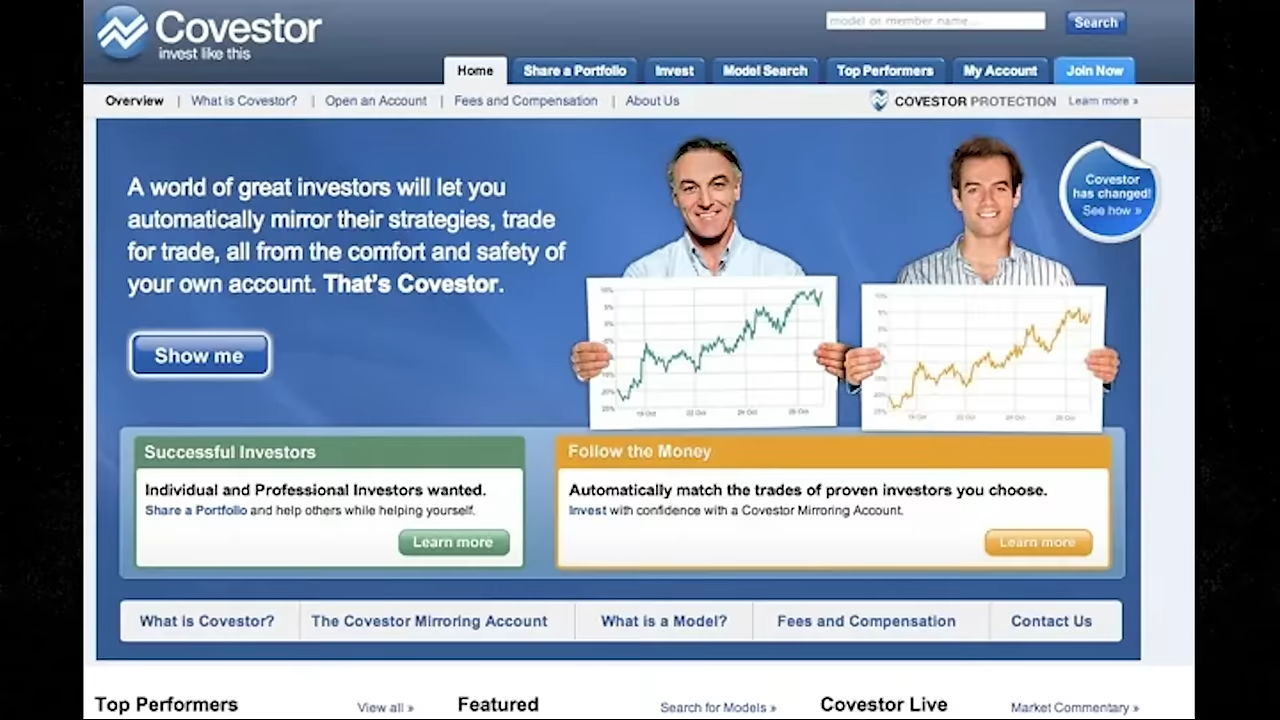 Covestor
invest like this
model or member name...
Search
Home
Share a Portfolio
Invest
Model Search
Top Performers
My Account
Join Now
Overview | What is Covestor? | Open an Account | Fees and Compensation | About Us
COVESTOR PROTECTION Learn more »
A world of great investors will let you
automatically mirror their strategies, trade
for trade, all from the comfort and safety of
your own account. That's Covestor.
Show me
Covestor
has changed!
See how »
Successful Investors
Individual and Professional Investors wanted.
Share a Portfolio and help others while helping yourself.
Learn more
Follow the Money
Automatically match the trades of proven investors you choose.
Invest with confidence with a Covestor Mirroring Account.
Learn more
What is Covestor?
The Covestor Mirroring Account
What is a Model?
Fees and Compensation
Contact Us
Top Performers
View all »
Featured
Search for Models »
Covestor Live
Market Commentary »